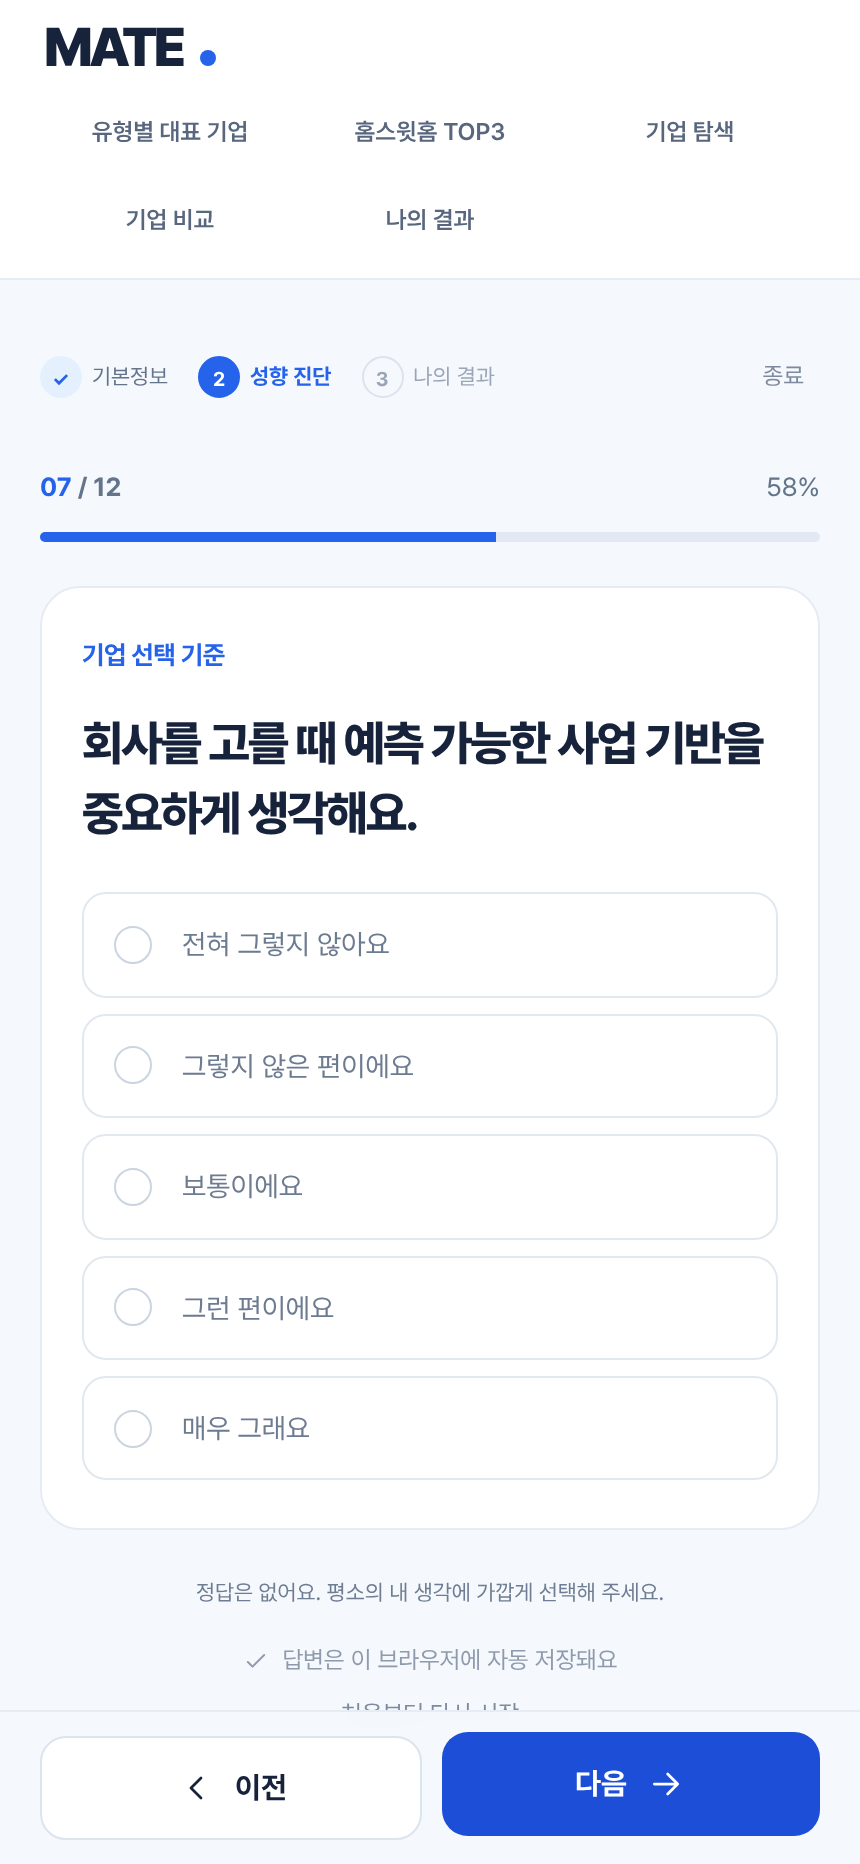 MATE
유형별 대표 기업
홈스윗홈 TOP3
기업 탐색
기업 비교
나의 결과
기본정보
2 성향 진단
3 나의 결과
종료
07 / 12
58%
기업 선택 기준
회사를 고를 때 예측 가능한 사업 기반을
중요하게 생각해요.
전혀 그렇지 않아요
그렇지 않은 편이에요
보통이에요
그런 편이에요
매우 그래요
정답은 없어요. 평소의 내 생각에 가깝게 선택해 주세요.
답변은 이 브라우저에 자동 저장돼요
이전
다음